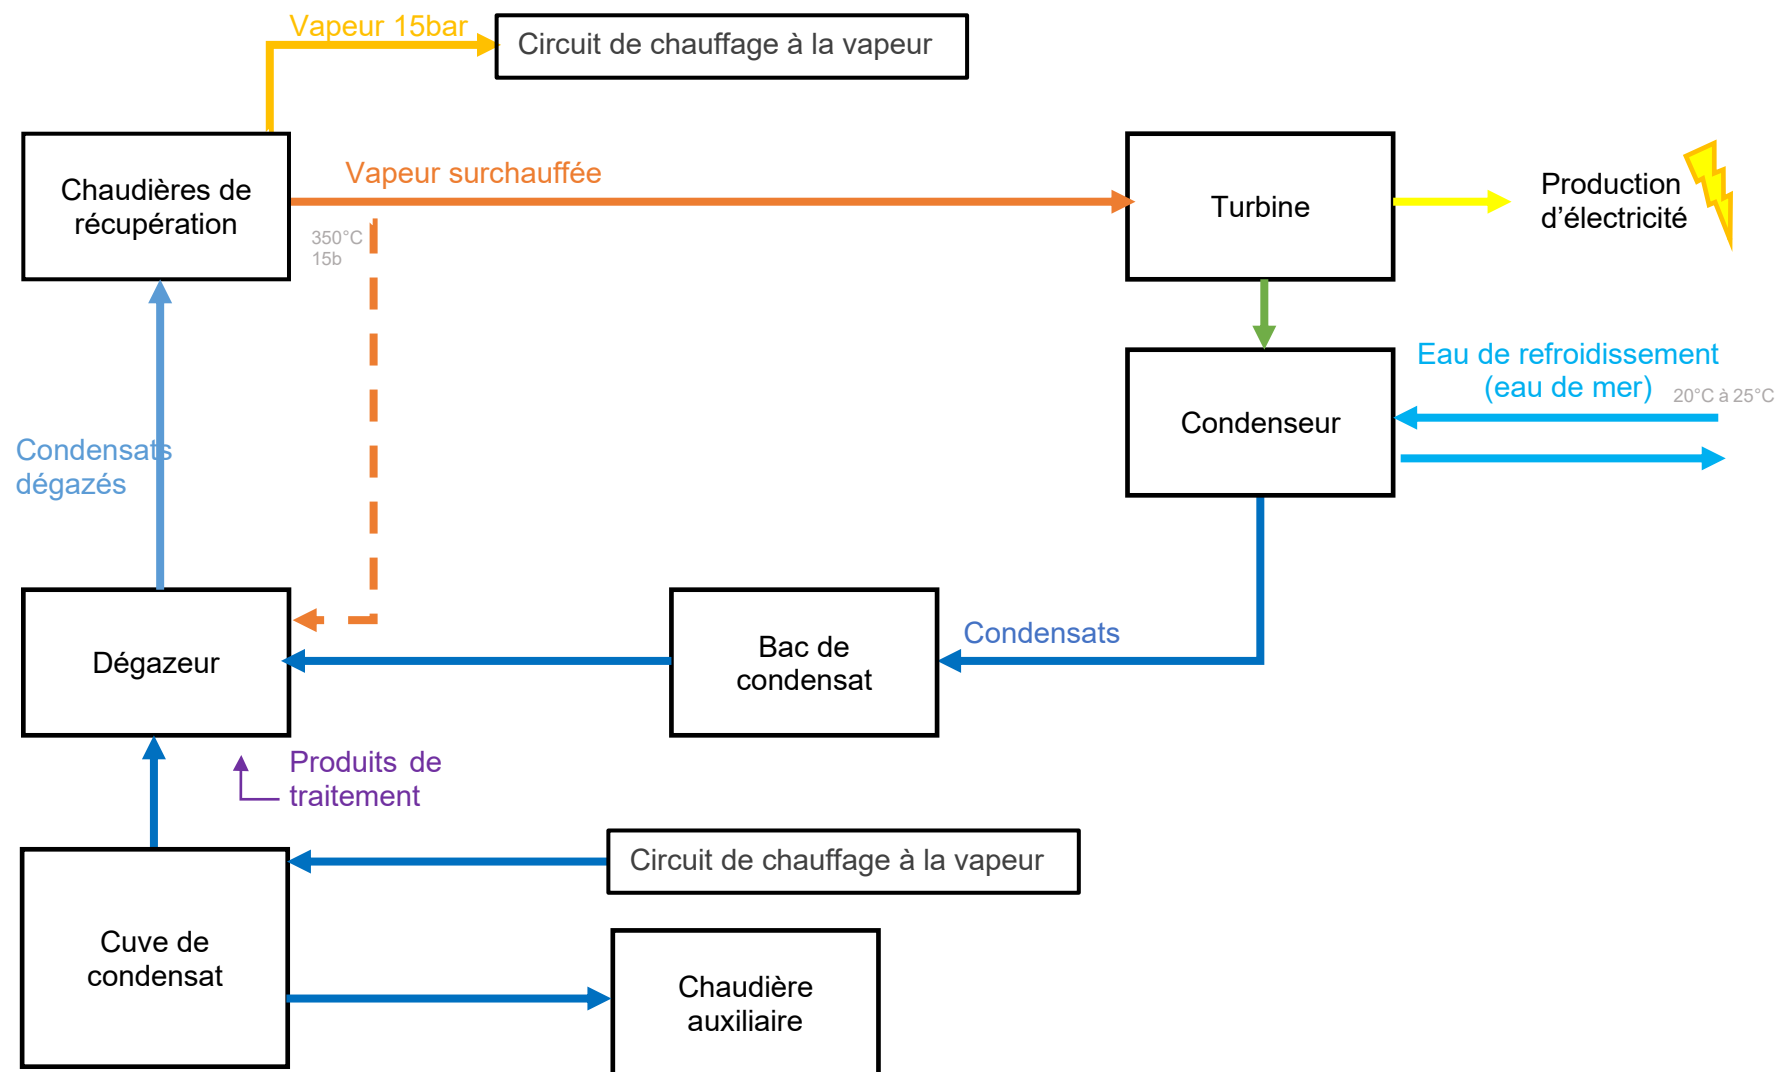 Vapeur 15bar
Circuit de chauffage à la vapeur
Chaudières de
récupération
Vapeur surchauffée
350°C
15b
Turbine
Production
d’électricité
Eau de refroidissement
(eau de mer)
20°C à 25°C
Condenseur
Condensats
dégazés
Dégazeur
Bac de
condensat
Condensats
Produits de
traitement
Circuit de chauffage à la vapeur
Cuve de
condensat
Chaudière
auxiliaire